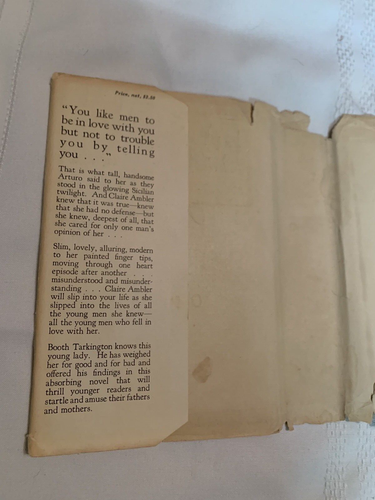 Price, net, $2.50
"You like men to
be in love with you
but not to trouble
you by telling
you . . ."
That is what tall, handsome
Arturo said to her as they
stood in the glowing Sicilian
twilight. And Claire Ambler
knew that it was true—knew
that she had no defense—but
she knew, deepest of all, that
she cared for only one man's
opinion of her . . .
Slim, lovely, alluring, modern
to her painted finger tips,
moving through one heart
episode after another . . .
misunderstood and misunder-
standing . . . Claire Ambler
will slip into your life as she
slipped into the lives of all
the young men she knew—
all the young men who fell in
love with her.
Booth Tarkington knows this
young lady. He has weighed
her for good and for bad and
offered his findings in this
absorbing novel that will
thrill younger readers and
startle and amuse their fathers
and mothers.